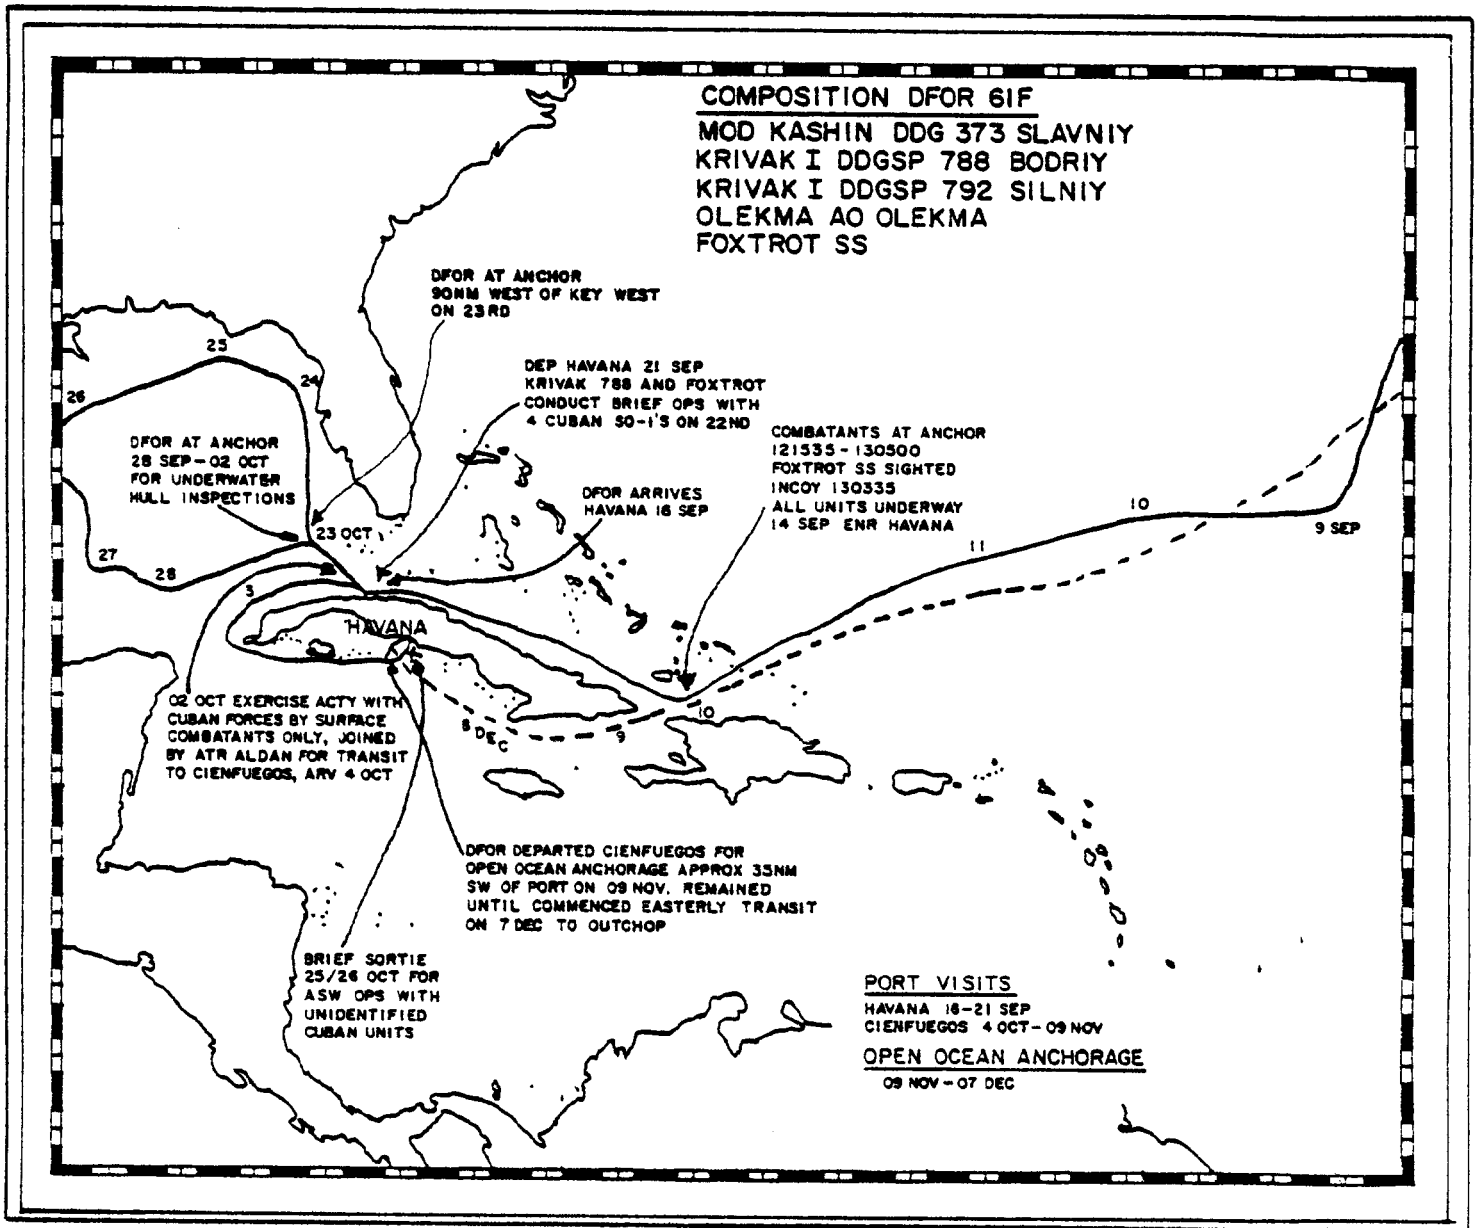 COMPOSITION DFOR 61F
MOD KASHIN DDG 373 SLAVNIY
KRIVAK I DDGSP 788 BODRIY
KRIVAK I DDGSP 792 SILNIY
OLEKMA AO OLEKMA
FOXTROT SS
DFOR AT ANCHOR
90NM WEST OF KEY WEST
ON 23RD
25
24
26
DEP HAVANA 21 SEP
KRIVAK 788 AND FOXTROT
CONDUCT BRIEF OPS WITH
4 CUBAN SO-1'S ON 22ND
DFOR AT ANCHOR
28 SEP-02 OCT
FOR UNDERWATER
HULL INSPECTIONS
COMBATANTS AT ANCHOR
121535-130500
FOXTROT SS SIGHTED
INCOY 130335
ALL UNITS UNDERWAY
14 SEP ENR HAVANA
DFOR ARRIVES
HAVANA 16 SEP
10
9 SEP
11
23 OCT
27
28
3
HAVANA
02 OCT EXERCISE ACTY WITH
CUBAN FORCES BY SURFACE
COMBATANTS ONLY, JOINED
BY ATR ALDAN FOR TRANSIT
TO CIENFUEGOS, ARV 4 OCT
8 DEC
9
10
DFOR DEPARTED CIENFUEGOS FOR
OPEN OCEAN ANCHORAGE APPROX 35NM
SW OF PORT ON 09 NOV. REMAINED
UNTIL COMMENCED EASTERLY TRANSIT
ON 7 DEC TO OUTCHOP
BRIEF SORTIE
25/26 OCT FOR
ASW OPS WITH
UNIDENTIFIED
CUBAN UNITS
PORT VISITS
HAVANA 16-21 SEP
CIENFUEGOS 4 OCT-09 NOV
OPEN OCEAN ANCHORAGE
09 NOV-07 DEC